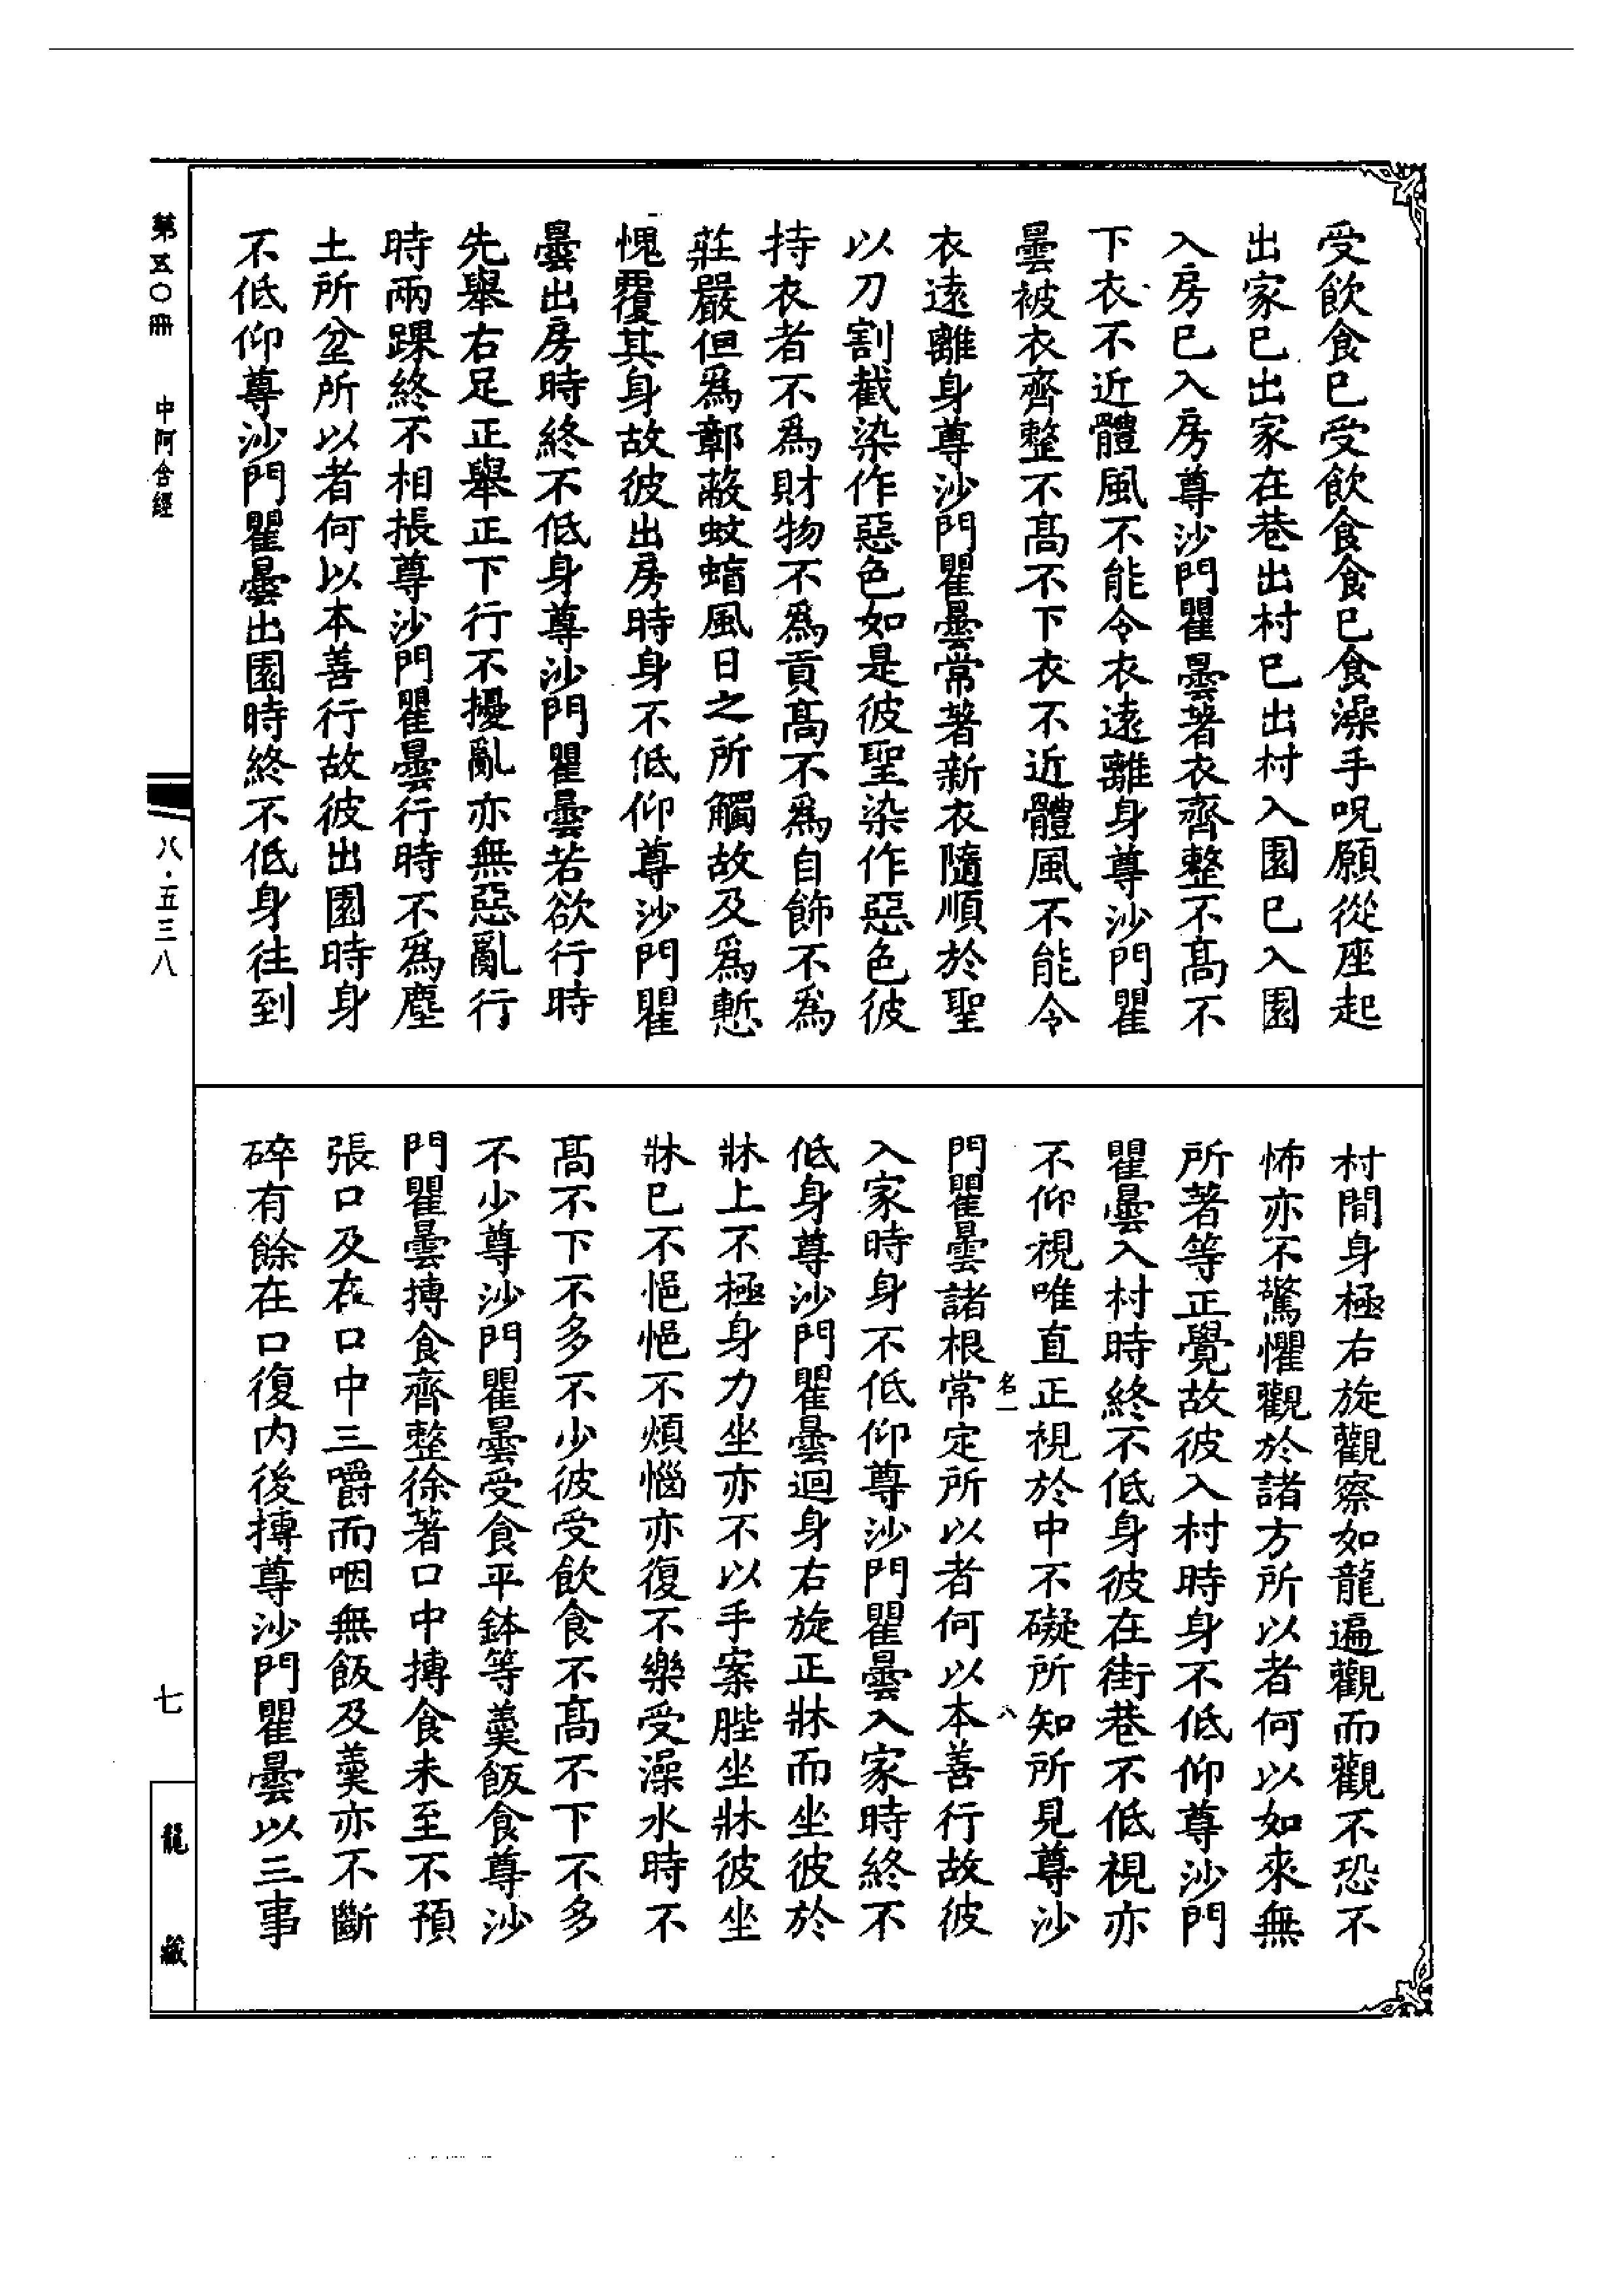 受飲食已受飲食食已食澡手呪願從座起
出家已出家在巷出村已出村入園已入園
入房已入房尊沙門瞿曇著衣齊整不髙不
下衣不近體風不能令衣遠離身尊沙門瞿
曇被衣齊整不髙不下衣不近體風不能令
衣遠離身尊沙門瞿曇常著新衣隨順於聖
以刀割截染作惡色如是彼聖染作惡色彼
持衣者不爲財物不爲貢髙不爲自飾不爲
莊嚴但爲鄣蔽蚊蝱風日之所觸故及爲慙
愧覆其身故彼出房時身不低仰尊沙門瞿
曇出房時終不低身尊沙門瞿曇若欲行時
先舉右足正舉正下行不擾亂亦無惡亂行
時兩踝終不相掁尊沙門瞿曇行時不爲塵
土所坌所以者何以本善行故彼出園時身
不低仰尊沙門瞿曇出園時終不低身往到
村間身極右旋觀察如龍遍觀而觀不恐不
怖亦不驚懼觀於諸方所以者何以如來無
所著等正覺故彼入村時身不低仰尊沙門
瞿曇入村時終不低身彼在街巷不低視亦
不仰視唯直正視於中不礙所知所見尊沙
名一 八
門瞿曇諸根常定所以者何以本善行故彼
入家時身不低仰尊沙門瞿曇入家時終不
低身尊沙門瞿曇迴身右旋正牀而坐彼於
牀上不極身力坐亦不以手案䏶坐牀彼坐
牀已不悒悒不煩惱亦復不樂受澡水時不
髙不下不多不少彼受飲食不髙不下不多
不少尊沙門瞿曇受食平鉢等羹飯食尊沙
門瞿曇摶食齊整徐著口中摶食未至不預
張口及在口中三嚼而咽無飯及羹亦不斷
碎有餘在口復内後摶尊沙門瞿曇以三事
第五〇冊 中阿含經
八·五三八
七
龍藏